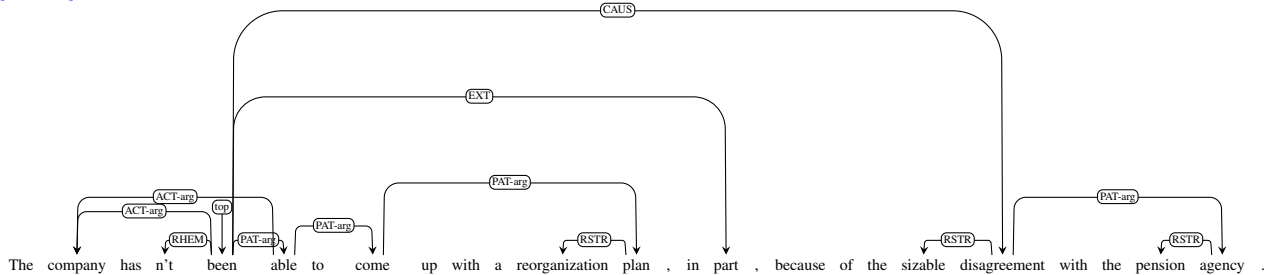 CAUS
EXT
PAT-arg
ACT-arg PAT-arg
ACT-arg top
PAT-arg
RHEM PAT-arg RSTR RSTR RSTR
The company has n't been able to come up with a reorganization plan , in part , because of the sizable disagreement with the pension agency .